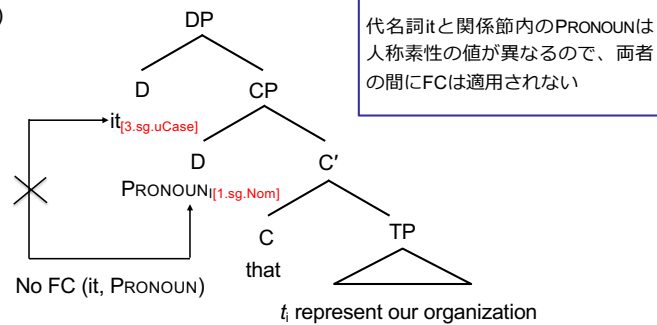 )
DP
代名詞itと関係節内のPRONOUNは
人称素性の値が異なるので、両者
の間にFCは適用されない
D
CP
it[3.sg.uCase]
D
C′
PRONOUNi[1.sg.Nom]
C
TP
that
No FC (it, PRONOUN)
ti represent our organization